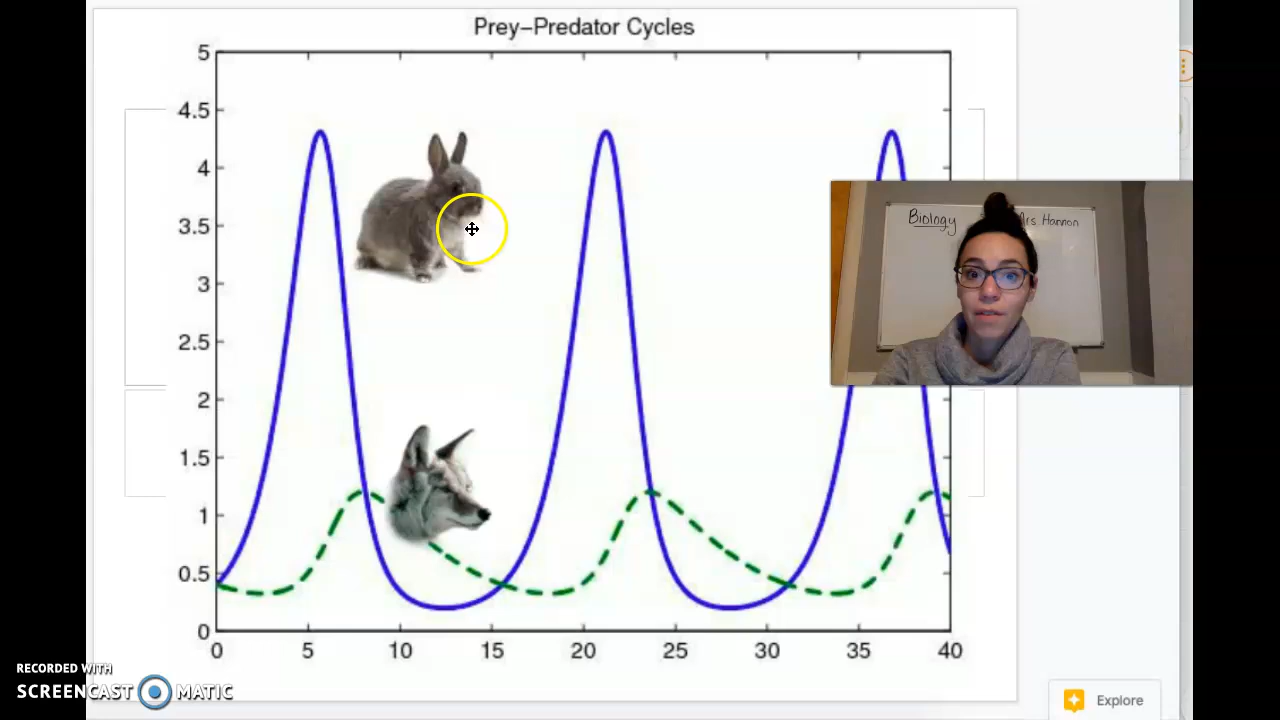 Prey–Predator Cycles
5
4.5
4
3.5
3
2.5
2
1.5
1
0.5
0
0 5 10 15 20 25 30 35 40
Biology Mrs Hannon
RECORDED WITH
SCREENCAST MATIC
Explore